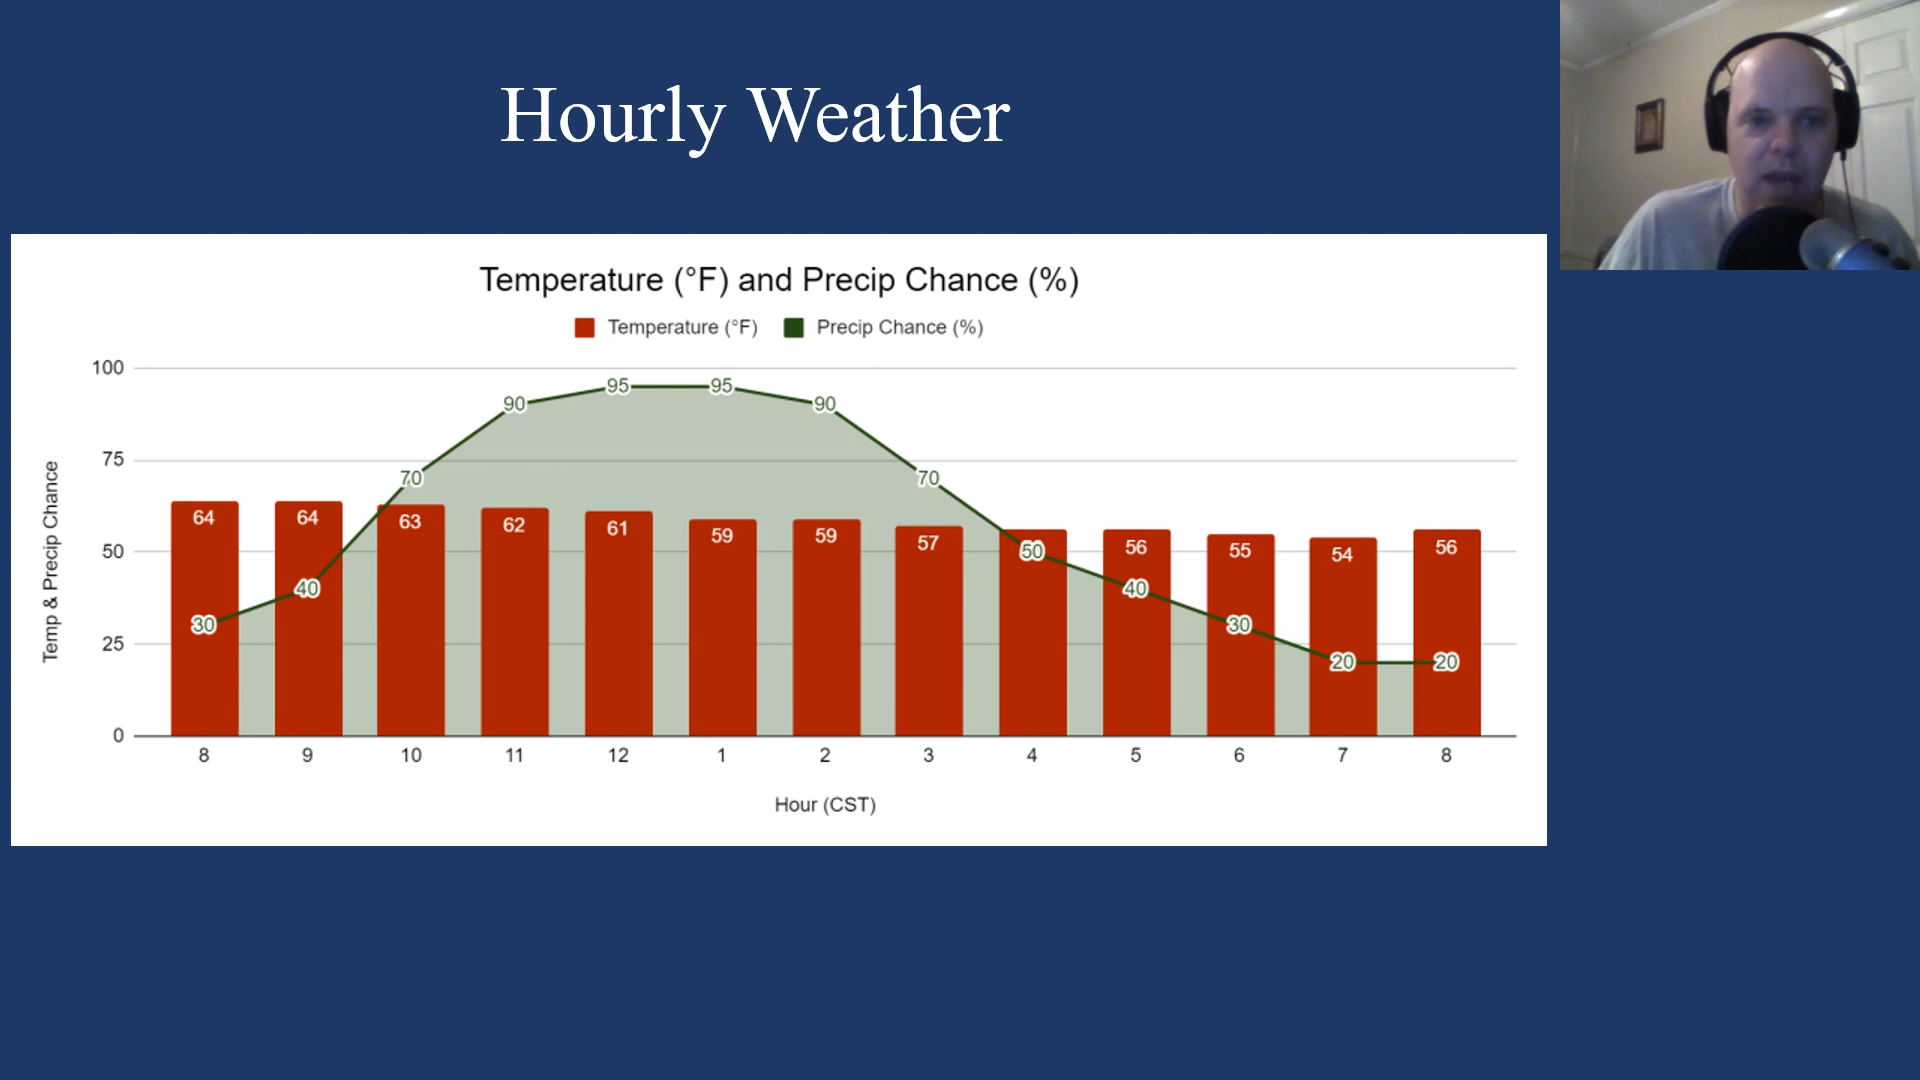 Hourly Weather
Temperature (°F) and Precip Chance (%)
Temperature (°F) Precip Chance (%)
Temp & Precip Chance
100
75
50
25
0
30 40 70 90 95 95 90 70 50 40 30 20 20
64 64 63 62 61 59 59 57 56 55 54 56
8 9 10 11 12 1 2 3 4 5 6 7 8
Hour (CST)